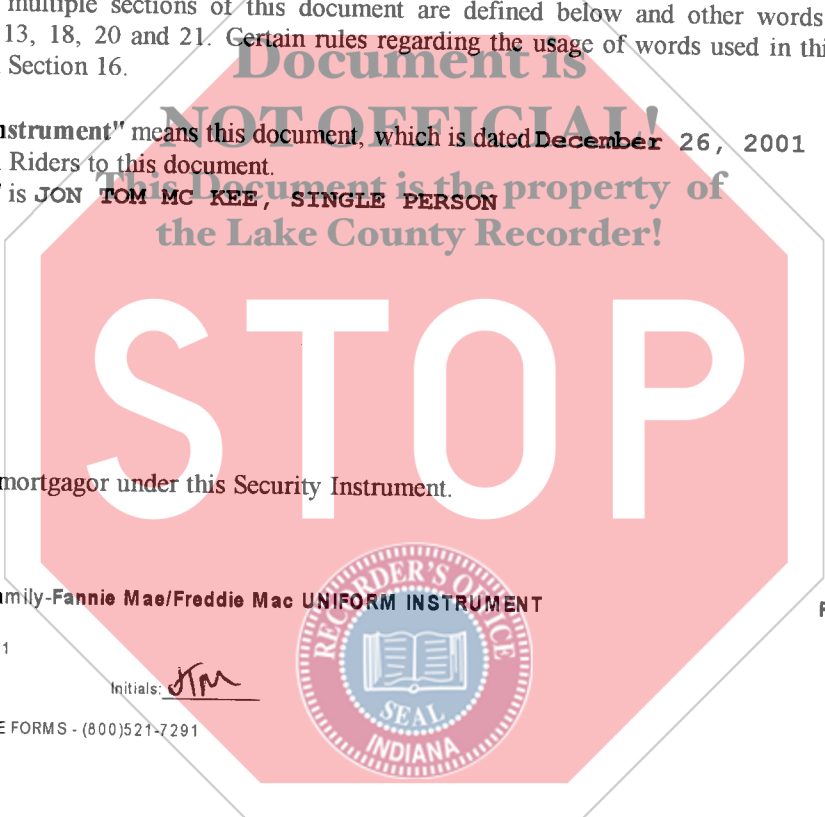 multiple sections of this document are defined below and other words
13, 18, 20 and 21. Certain rules regarding the usage of words used in
Section 16.
Document is
NOT OFFICIAL!
strument" means this document, which is dated December 26, 2001
Riders to this document.
This Document is the property of
is JON TOM MC KEE, SINGLE PERSON
the Lake County Recorder!
STOP
mortgagor under this Security Instrument.
mily-Fannie Mae/Freddie Mac UNIFORM INSTRUMENT
1
Initials: JTM
E FORMS - (800)521-7291
RECORDER'S OFFICE
SEAL
INDIANA